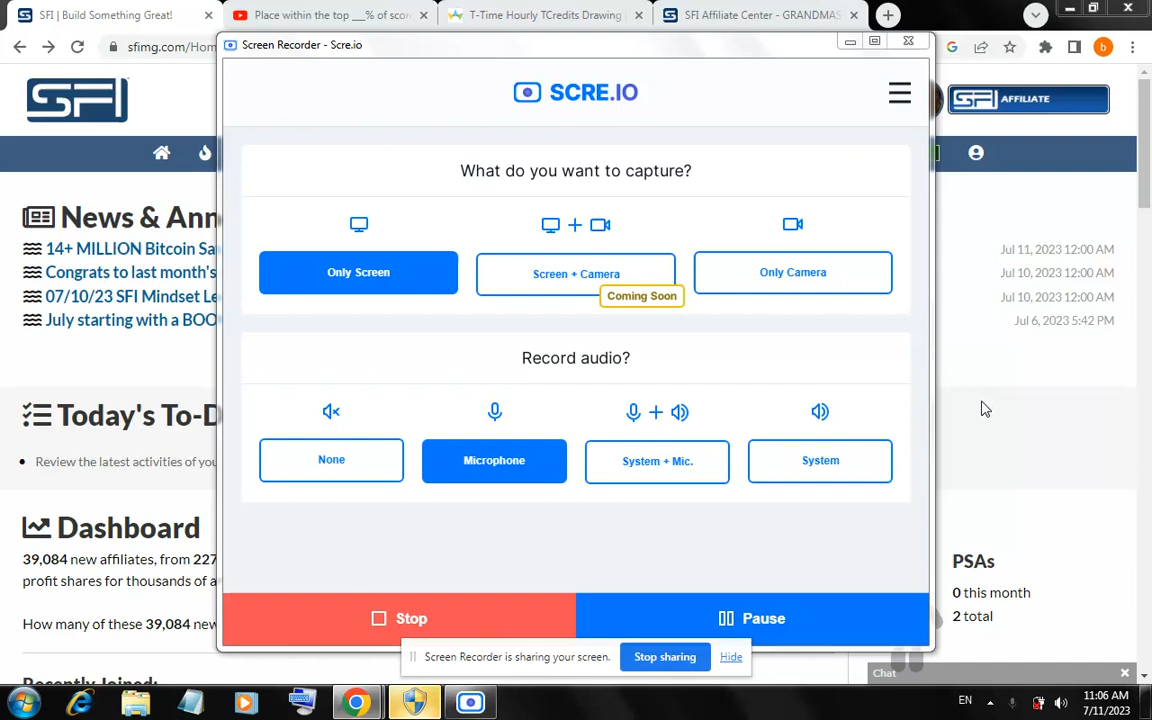 SFI | Build Something Great!
Place within the top ___% of scor
T-Time Hourly TCredits Drawing |
SFI Affiliate Center - GRANDMAS
sfimg.com/Hom
b
Screen Recorder - Scre.io
SCRE.IO
SFI
SFI AFFILIATE
What do you want to capture?
Only Screen
Screen + Camera
Coming Soon
Only Camera
News & Ann
14+ MILLION Bitcoin Sa
Jul 11, 2023 12:00 AM
Congrats to last month's
Jul 10, 2023 12:00 AM
07/10/23 SFI Mindset Le
Jul 10, 2023 12:00 AM
July starting with a BOO
Jul 6, 2023 5:42 PM
Record audio?
None
Microphone
System + Mic.
System
Today's To-D
Review the latest activities of you
Dashboard
39,084 new affiliates, from 227
profit shares for thousands of a
How many of these 39,084 new
PSAs
0 this month
2 total
Stop
Pause
Screen Recorder is sharing your screen.
Stop sharing
Hide
Recently Joined:
Chat
EN
11:06 AM
7/11/2023